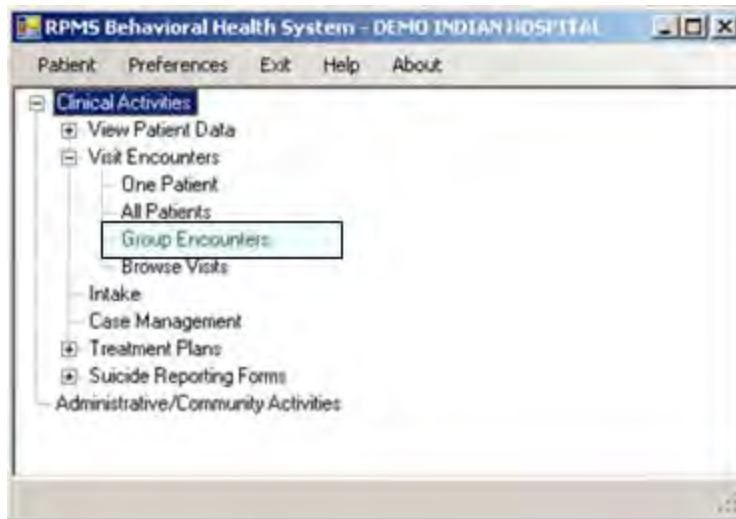 RPMS Behavioral Health System - DEMO INDIAN HOSPITAL
Patient Preferences Exit Help About
Clinical Activities
View Patient Data
Visit Encounters
One Patient
All Patients
Group Encounters
Browse Visits
Intake
Case Management
Treatment Plans
Suicide Reporting Forms
Administrative/Community Activities